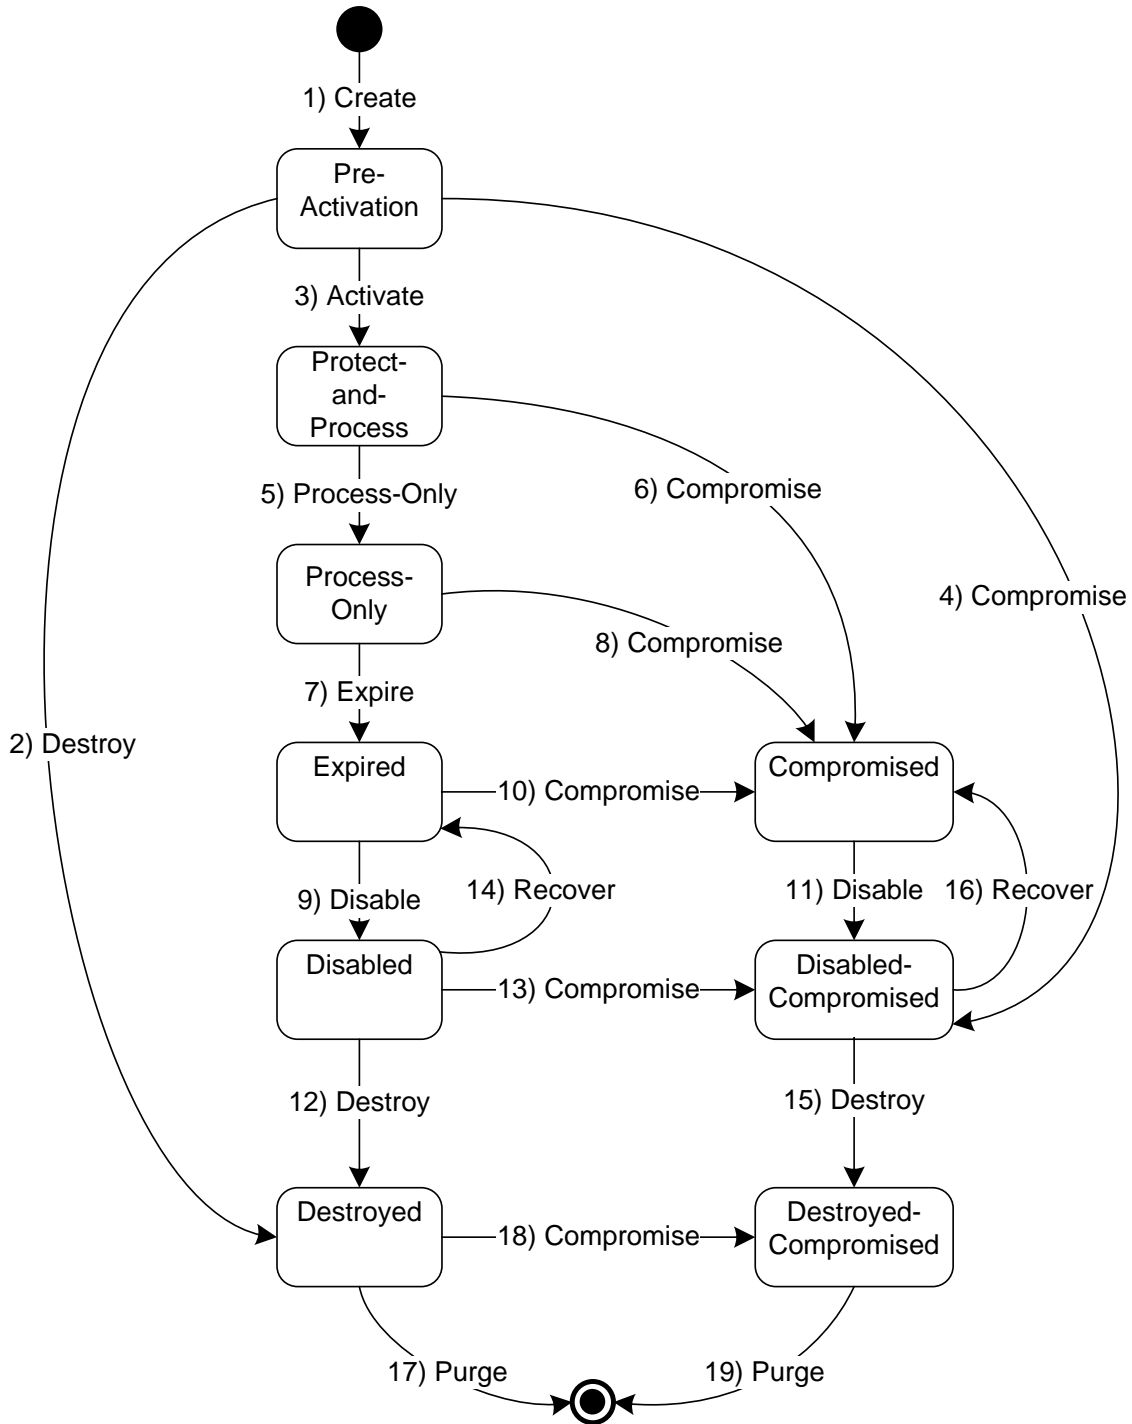 1) Create
Pre-
Activation
3) Activate
Protect-
and-
Process
5) Process-Only
6) Compromise
Process-
Only
4) Compromise
8) Compromise
7) Expire
2) Destroy
Expired
Compromised
10) Compromise
9) Disable
14) Recover
11) Disable
16) Recover
Disabled
Disabled-
Compromised
13) Compromise
12) Destroy
15) Destroy
Destroyed
Destroyed-
Compromised
18) Compromise
17) Purge
19) Purge